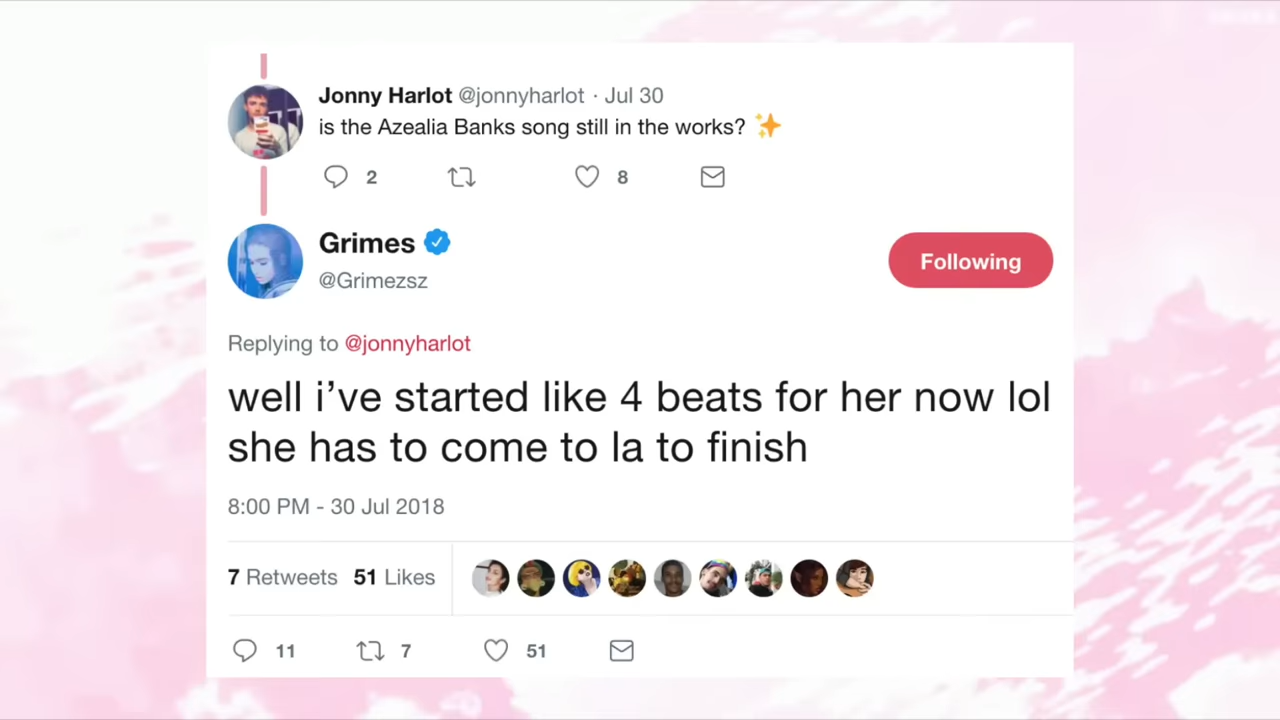 Jonny Harlot @jonnyharlot · Jul 30
is the Azealia Banks song still in the works? ✨
2 8
Grimes
@Grimezsz
Following
Replying to @jonnyharlot
well i’ve started like 4 beats for her now lol
she has to come to la to finish
8:00 PM - 30 Jul 2018
7 Retweets 51 Likes
11 7 51